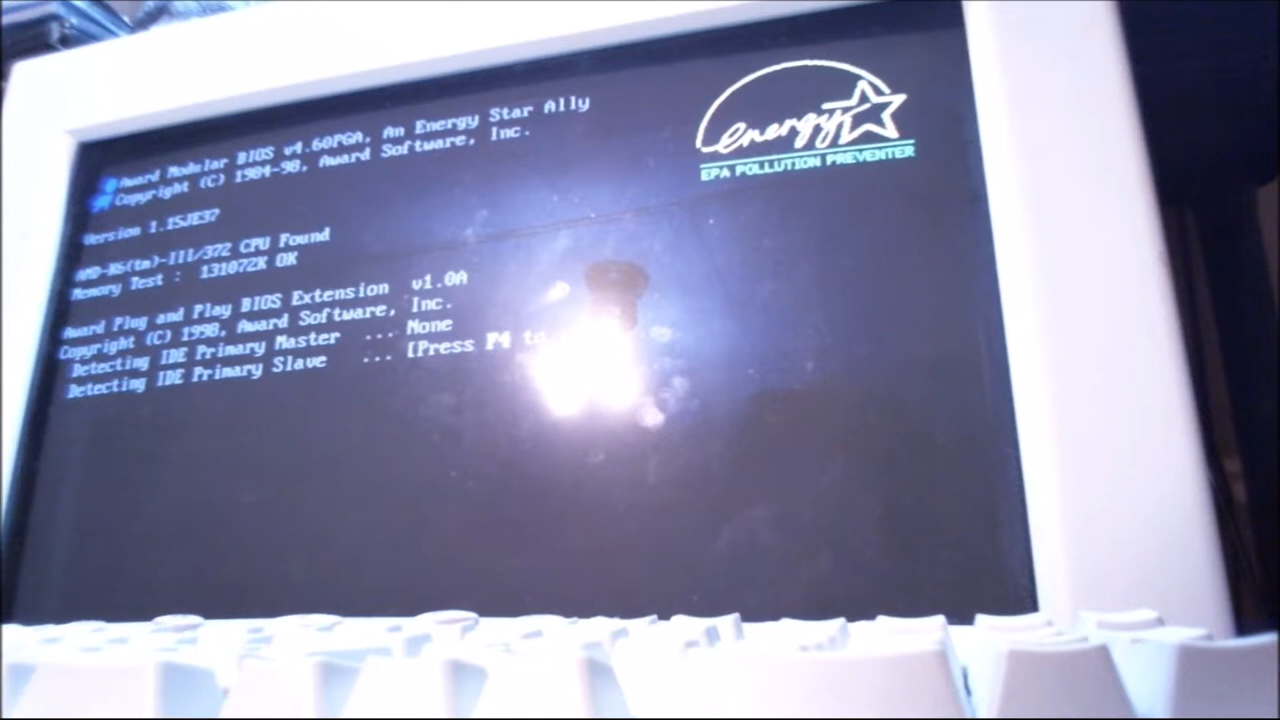 Award Modular BIOS v4.60PGA, An Energy Star Ally
Copyright (C) 1984-98, Award Software, Inc.
energy
EPA POLLUTION PREVENTER
Version 1.15JE37
AMD-K6(tm)-III/372 CPU Found
Memory Test : 131072K OK
Award Plug and Play BIOS Extension v1.0A
Copyright (C) 1998, Award Software, Inc.
Detecting IDE Primary Master ... None
Detecting IDE Primary Slave ... [Press F4 to